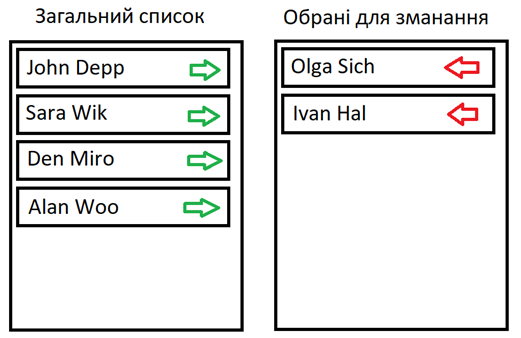 Загальний список
John Depp
Sara Wik
Den Miro
Alan Woo
Обрані для зманання
Olga Sich
Ivan Hal